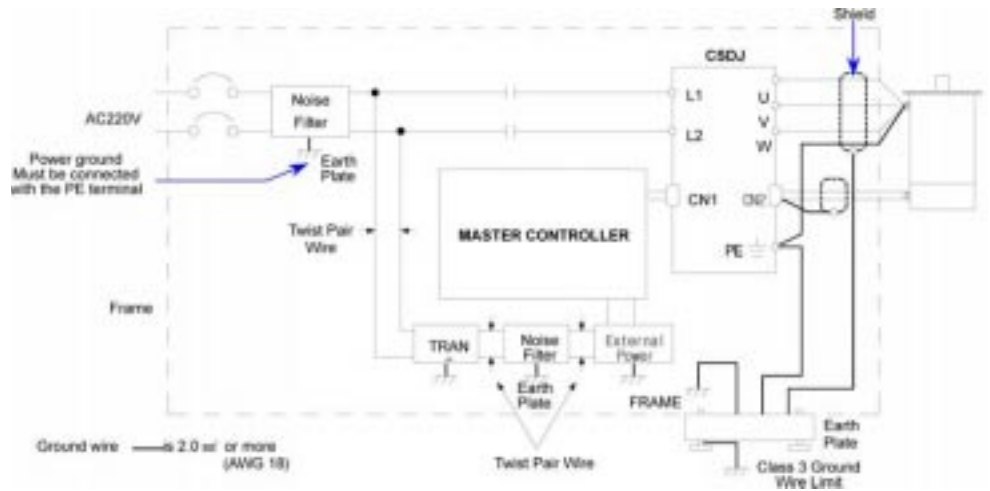 Shield
CSDJ
L1
U
V
L2
W
AC220V
Noise
Filter
Earth
Plate
Power ground
Must be connected
with the PE terminal
CN1
CN2
Twist Pair
Wire
MASTER CONTROLLER
PE
Frame
TRAN
Noise
Filter
External
Power
Earth
Plate
FRAME
Earth
Plate
Ground wire
is 2.0 ㎟ or more
(AWG 18)
Twist Pair Wire
Class 3 Ground
Wire Limit